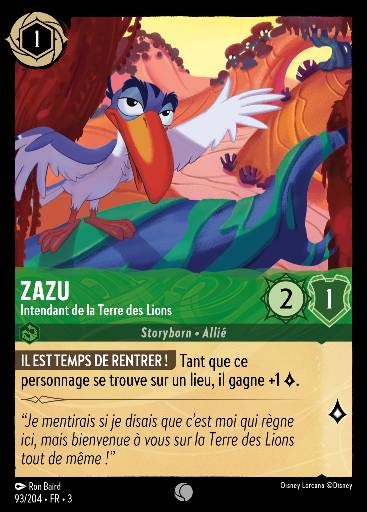 1
ZAZU
Intendant de la Terre des Lions
2
1
Storyborn • Allié
IL EST TEMPS DE RENTRER ! Tant que ce
personnage se trouve sur un lieu, il gagne +1 .
“Je mentirais si je disais que c'est moi qui règne
ici, mais bienvenue à vous sur la Terre des Lions
tout de même !”
Ron Baird
Disney Lorcana ©Disney
93/204 • FR • 3